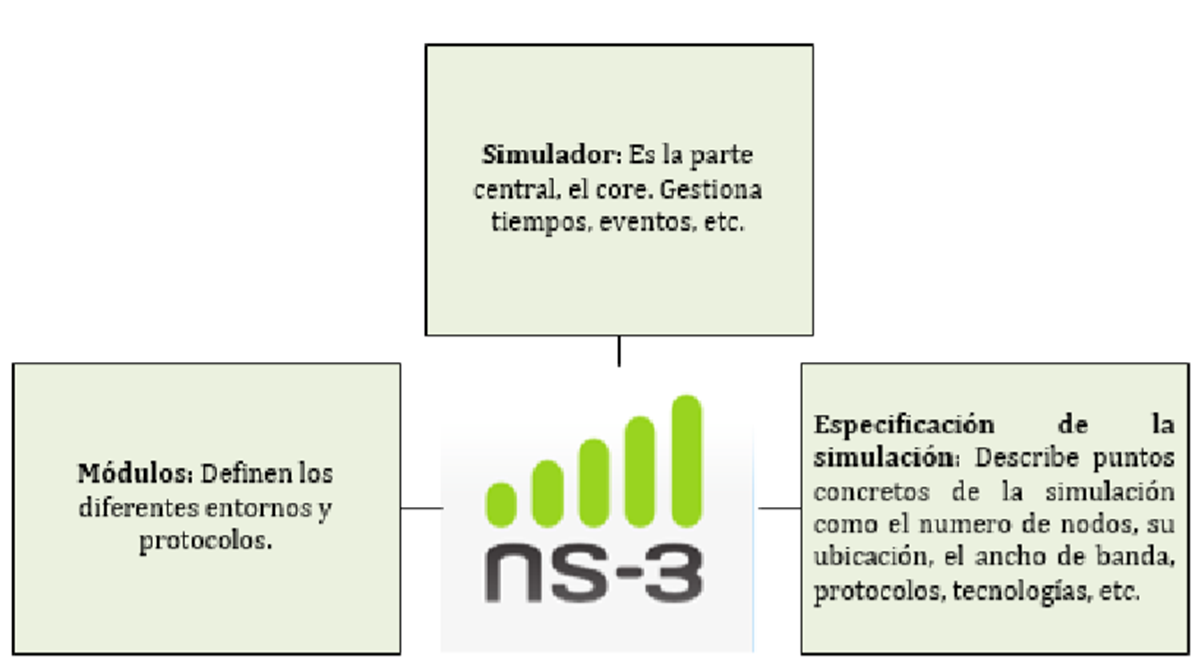 Simulador: Es la parte
central, el core. Gestiona
tiempos, eventos, etc.
Módulos: Definen los
diferentes entornos y
protocolos.
ns-3
Especificación de la
simulación: Describe puntos
concretos de la simulación
como el numero de nodos, su
ubicación, el ancho de banda,
protocolos, tecnologías, etc.